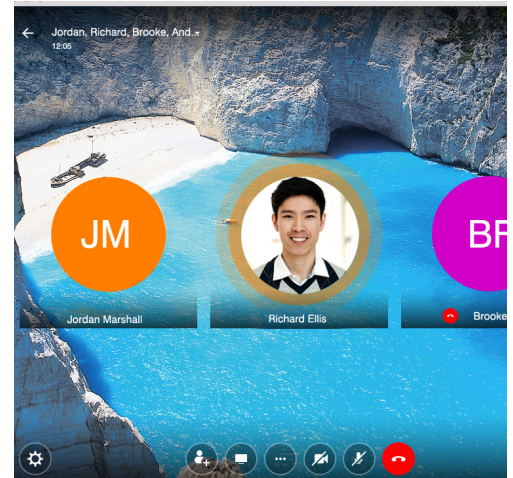 Jordan, Richard, Brooke, And..
12:05
JM
BR
Jordan Marshall
Richard Ellis
Brooke